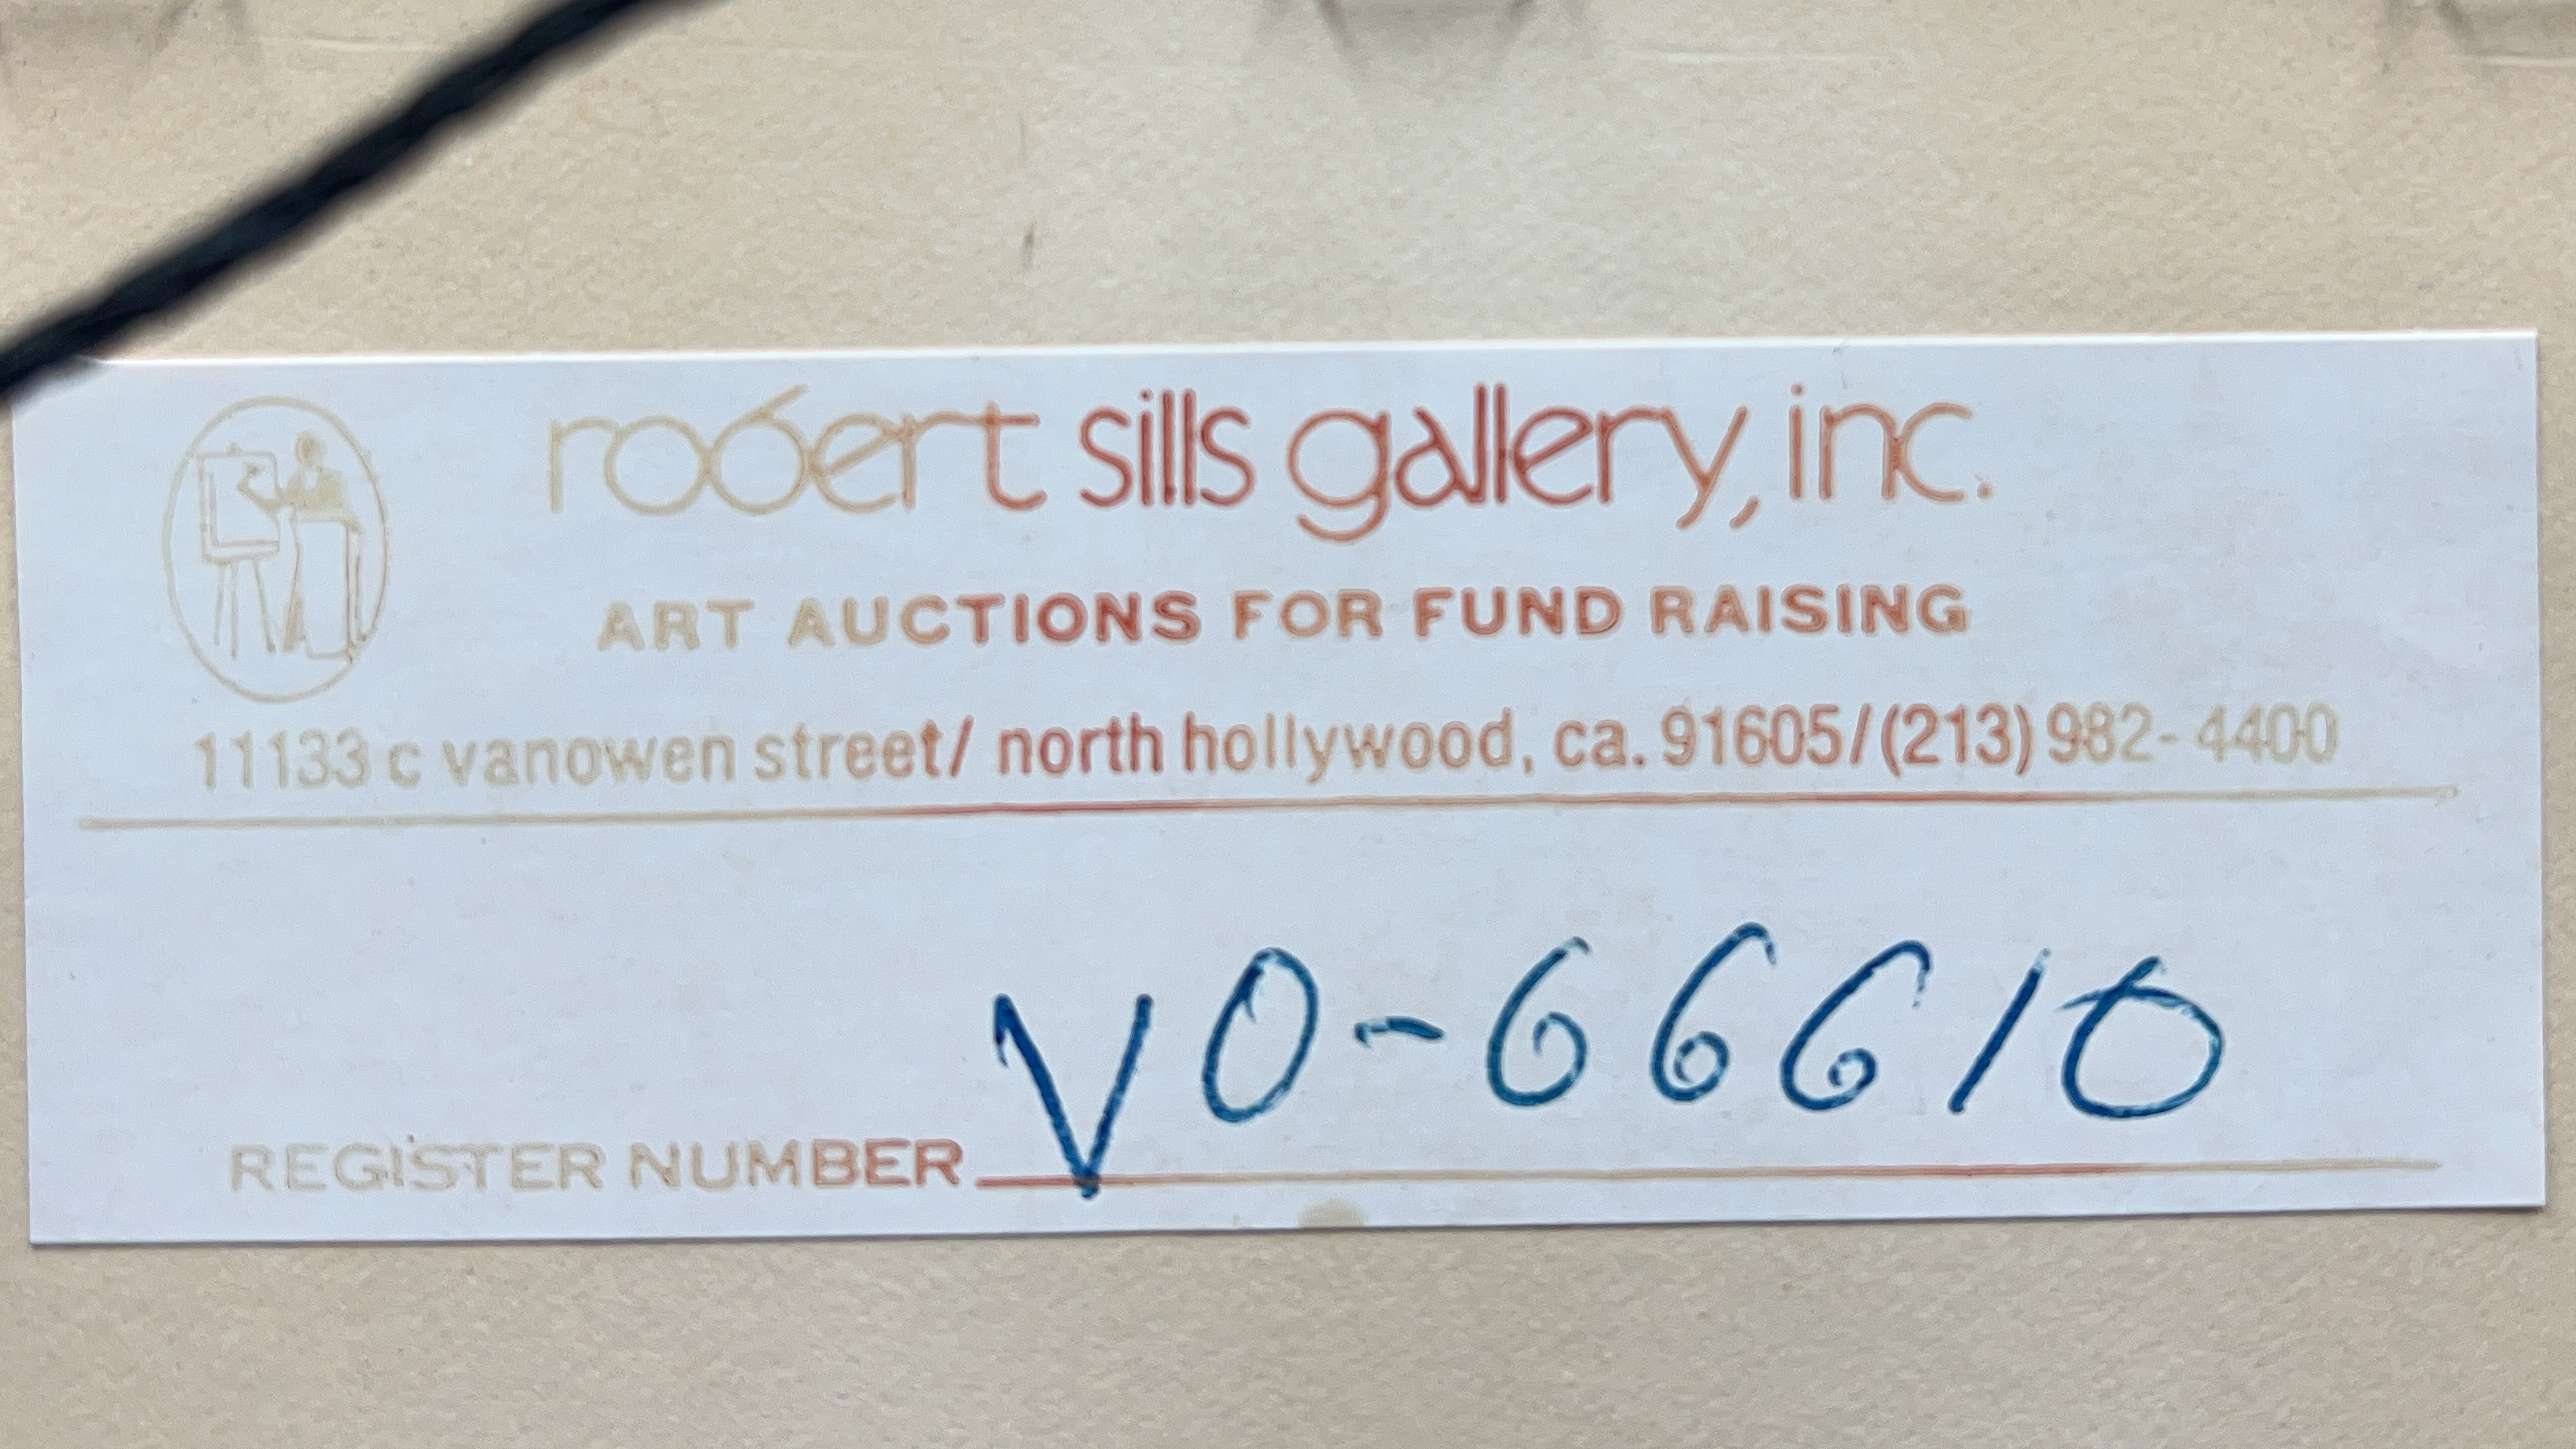 robert sills gallery, inc.
ART AUCTIONS FOR FUND RAISING
11133 c vanowen street/ north hollywood, ca. 91605/(213) 982-4400
REGISTER NUMBER VO-66610